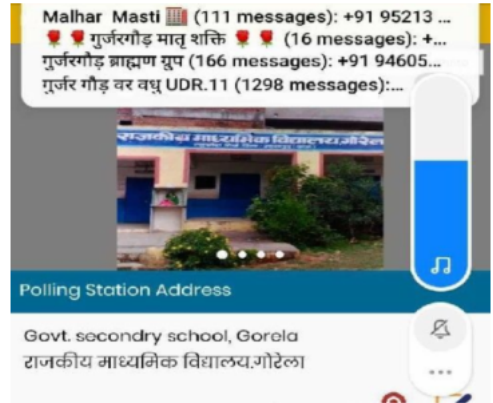 Malhar Masti 🏢 (111 messages): +91 95213 ...
🌹 🌹 गुर्जरगौड़ मातृ शक्ति 🌹 🌹 (16 messages): +...
गुर्जरगौड़ ब्राह्मण ग्रुप (166 messages): +91 94605...
गुर्जर गौड़ वर वधु UDR.11 (1298 messages):...
राजकीय माध्यमिक विद्यालय.गोरेल
Polling Station Address
Govt. secondry school, Gorela
राजकीय माध्यमिक विद्यालय.गोरेला